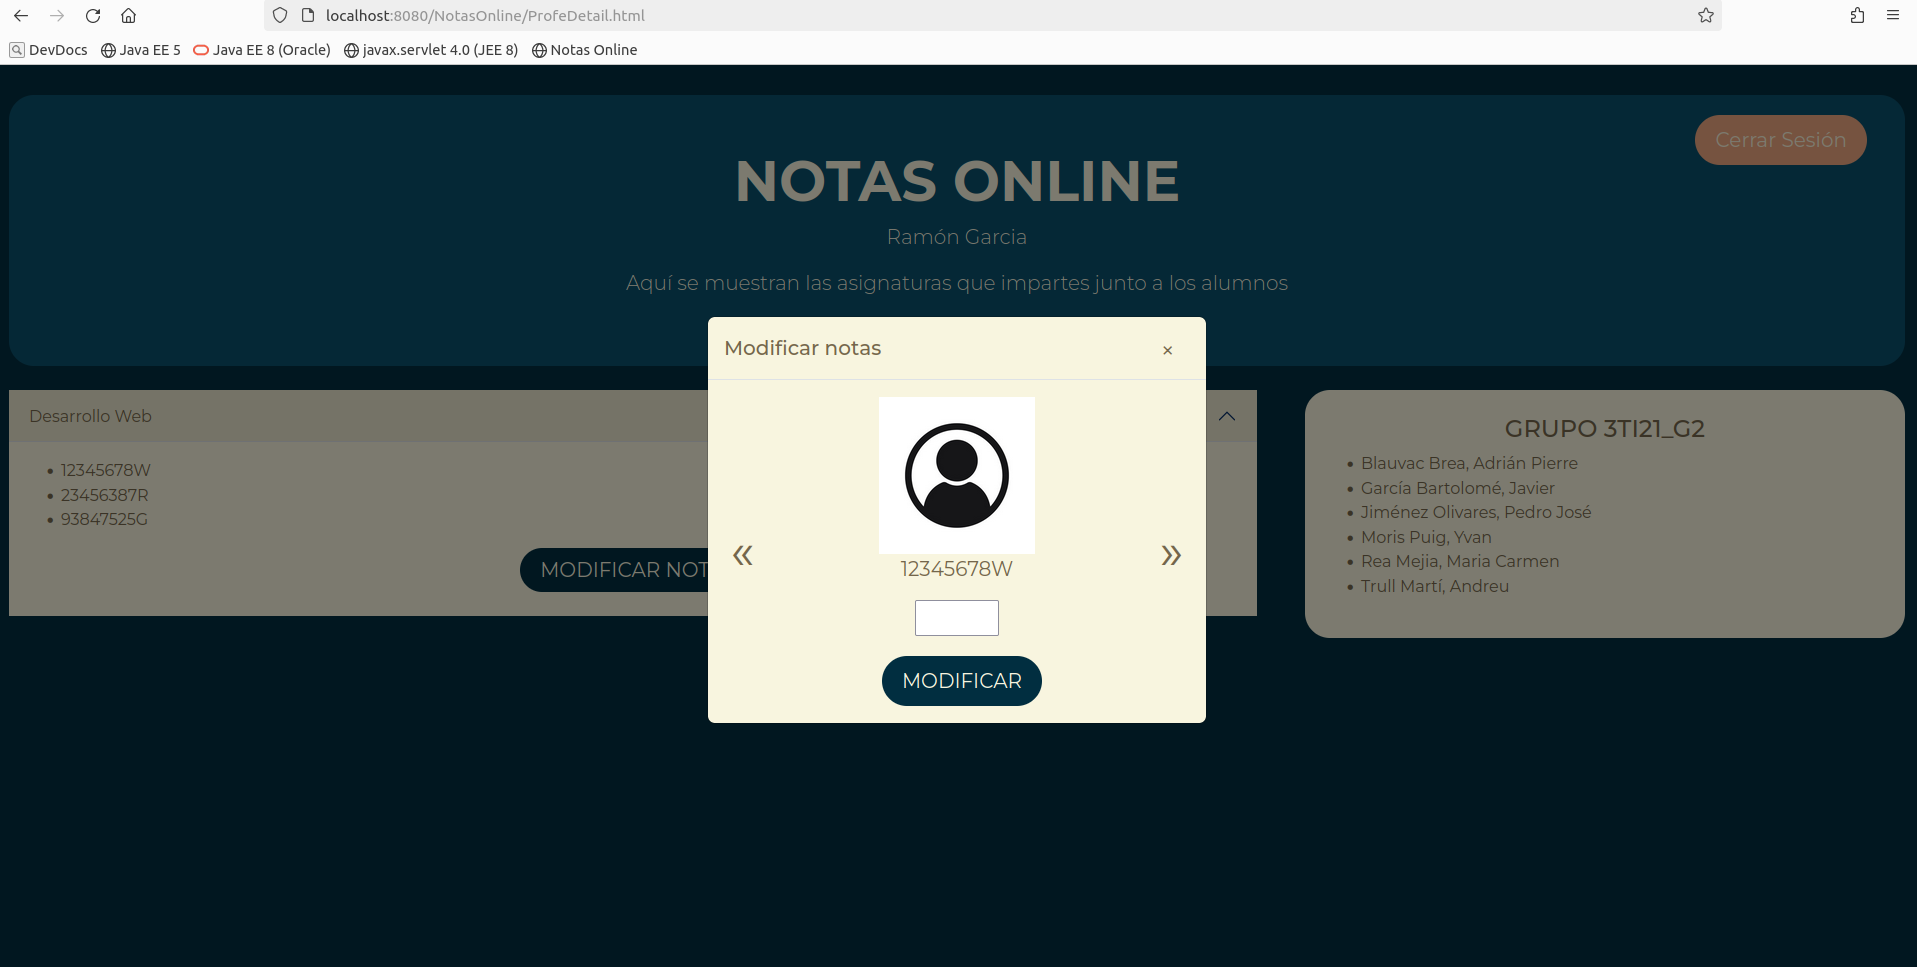 localhost:8080/NotasOnline/ProfeDetail.html
DevDocs Java EE 5 Java EE 8 (Oracle) javax.servlet 4.0 (JEE 8) Notas Online
Cerrar Sesión
NOTAS ONLINE
Ramón Garcia
Aquí se muestran las asignaturas que impartes junto a los alumnos
Desarrollo Web
12345678W
23456387R
93847525G
MODIFICAR NOT
Modificar notas ×
«
»
12345678W
MODIFICAR
GRUPO 3TI21_G2
Blauvac Brea, Adrián Pierre
García Bartolomé, Javier
Jiménez Olivares, Pedro José
Moris Puig, Yvan
Rea Mejia, Maria Carmen
Trull Martí, Andreu